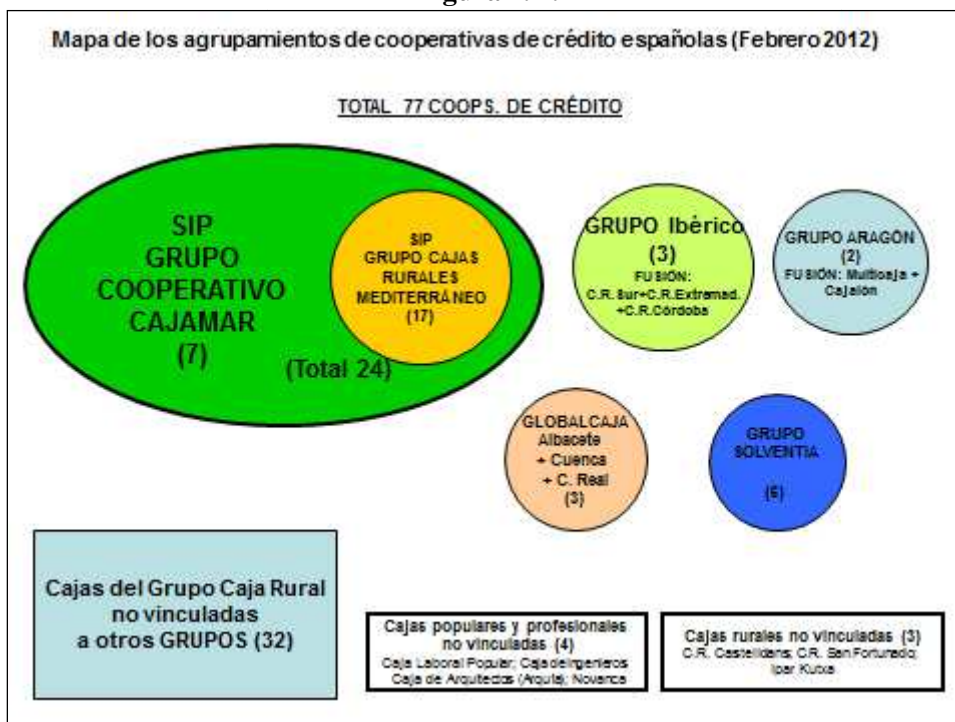 Mapa de los agrupamientos de cooperativas de crédito españolas (Febrero 2012)
TOTAL 77 COOPS. DE CRÉDITO
SIP
GRUPO
COOPERATIVO
CAJAMAR
(7)
(Total 24)
SIP
GRUPO CAJAS
RURALES
MEDITERRÁNEO
(17)
GRUPO Ibérico
(3)
FUSIÓN:
C.R. Sur+C.R.Extremad.
+C.R.Córdoba
GRUPO ARAGÓN
(2)
FUSIÓN: Multicaja +
Cajalón
GLOBALCAJA
Albacete
+ Cuenca
+ C. Real
(3)
GRUPO
SOLVENTIA
(6)
Cajas del Grupo Caja Rural
no vinculadas
a otros GRUPOS (32)
Cajas populares y profesionales
no vinculadas (4)
Caja Laboral Popular; Caja de Ingenieros
Caja de Arquitectos (Arquia); Novanca
Cajas rurales no vinculadas (3)
C.R. Castelldans; C.R. San Fortunado;
Ipar Kutxa